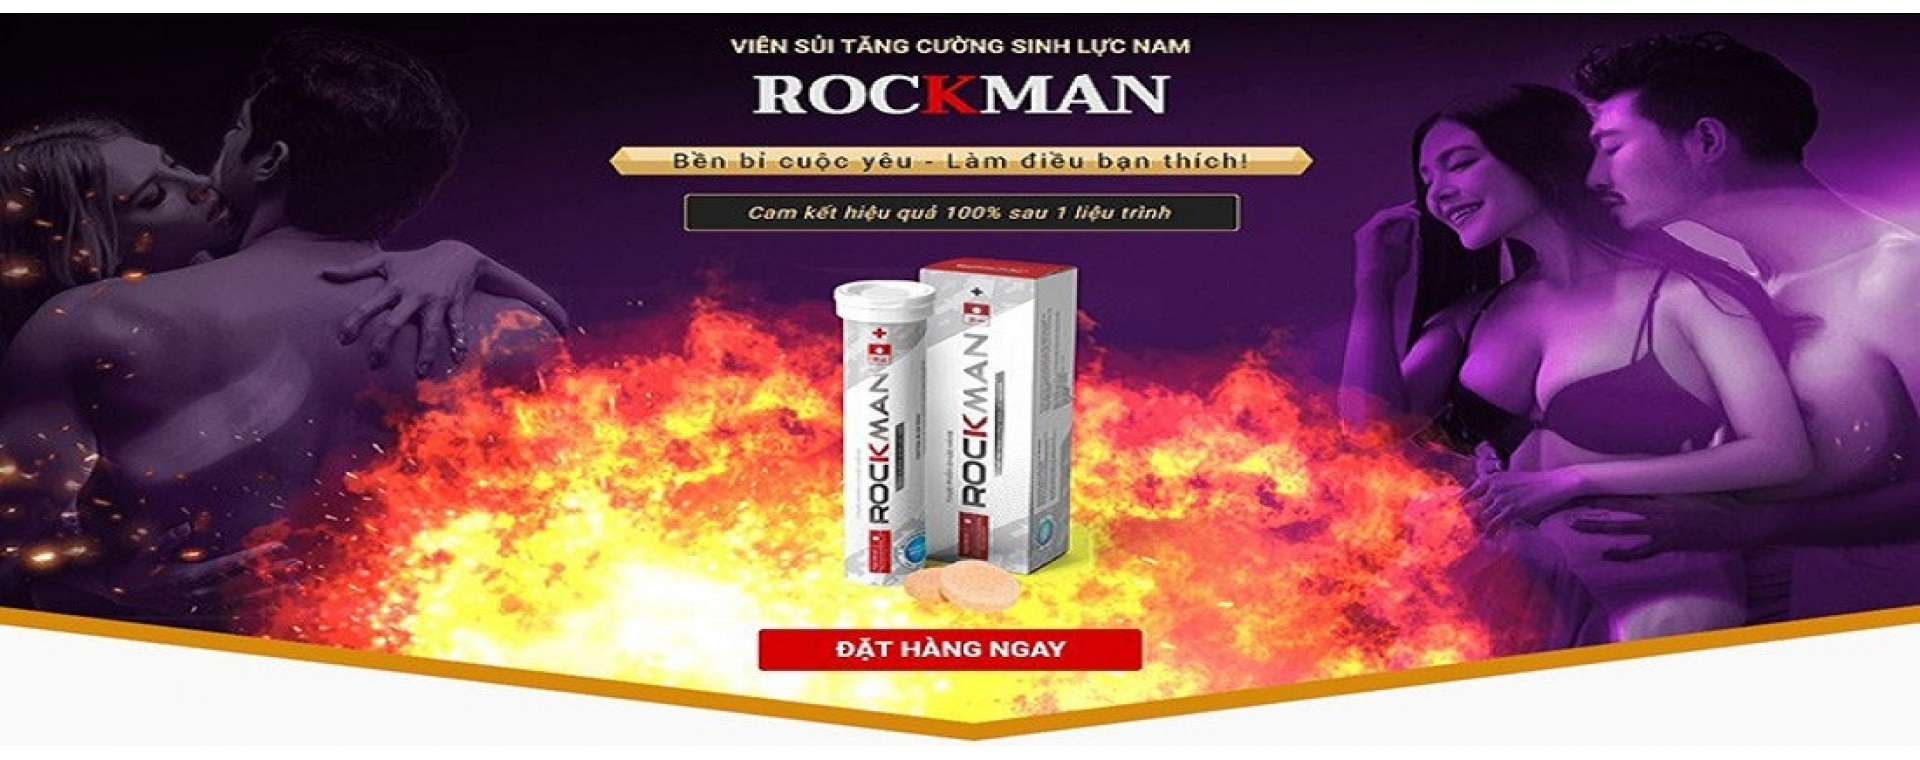 VIÊN SỦI TĂNG CƯỜNG SINH LỰC NAM
ROCKMAN
Bền bỉ cuộc yêu - Làm điều bạn thích!
Cam kết hiệu quả 100% sau 1 liệu trình
ROCKMAN
ROCKMAN
ĐẶT HÀNG NGAY